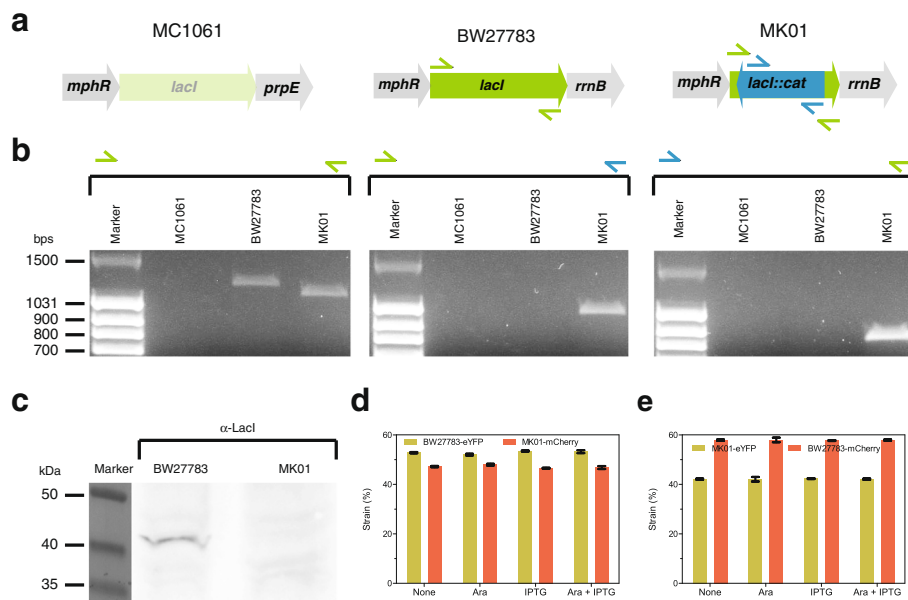 a
MC1061
BW27783
MK01
mphR lacI prpE
mphR lacI rrnB
mphR lacI::cat rrnB
b
bps
Marker MC1061 BW27783 MK01
Marker MC1061 BW27783 MK01
Marker MC1061 BW27783 MK01
1500
1031
900
800
700
c
α-LacI
kDa Marker BW27783 MK01
50
40
35
d
BW27783-eYFP MK01-mCherry
Strain (%)
60
40
20
0
None Ara IPTG Ara + IPTG
e
MK01-eYFP BW27783-mCherry
Strain (%)
60
40
20
0
None Ara IPTG Ara + IPTG